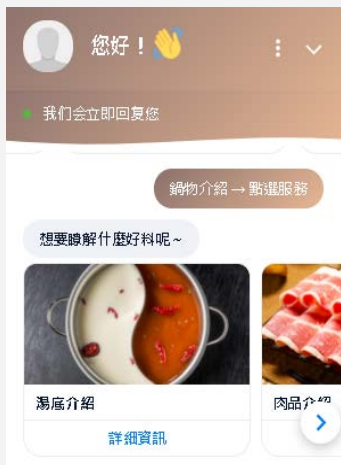 您好！👋
我们会立即回复您
鍋物介紹→點選服務
想要瞭解什麼好料呢~
湯底介紹
肉品介紹
詳細資訊